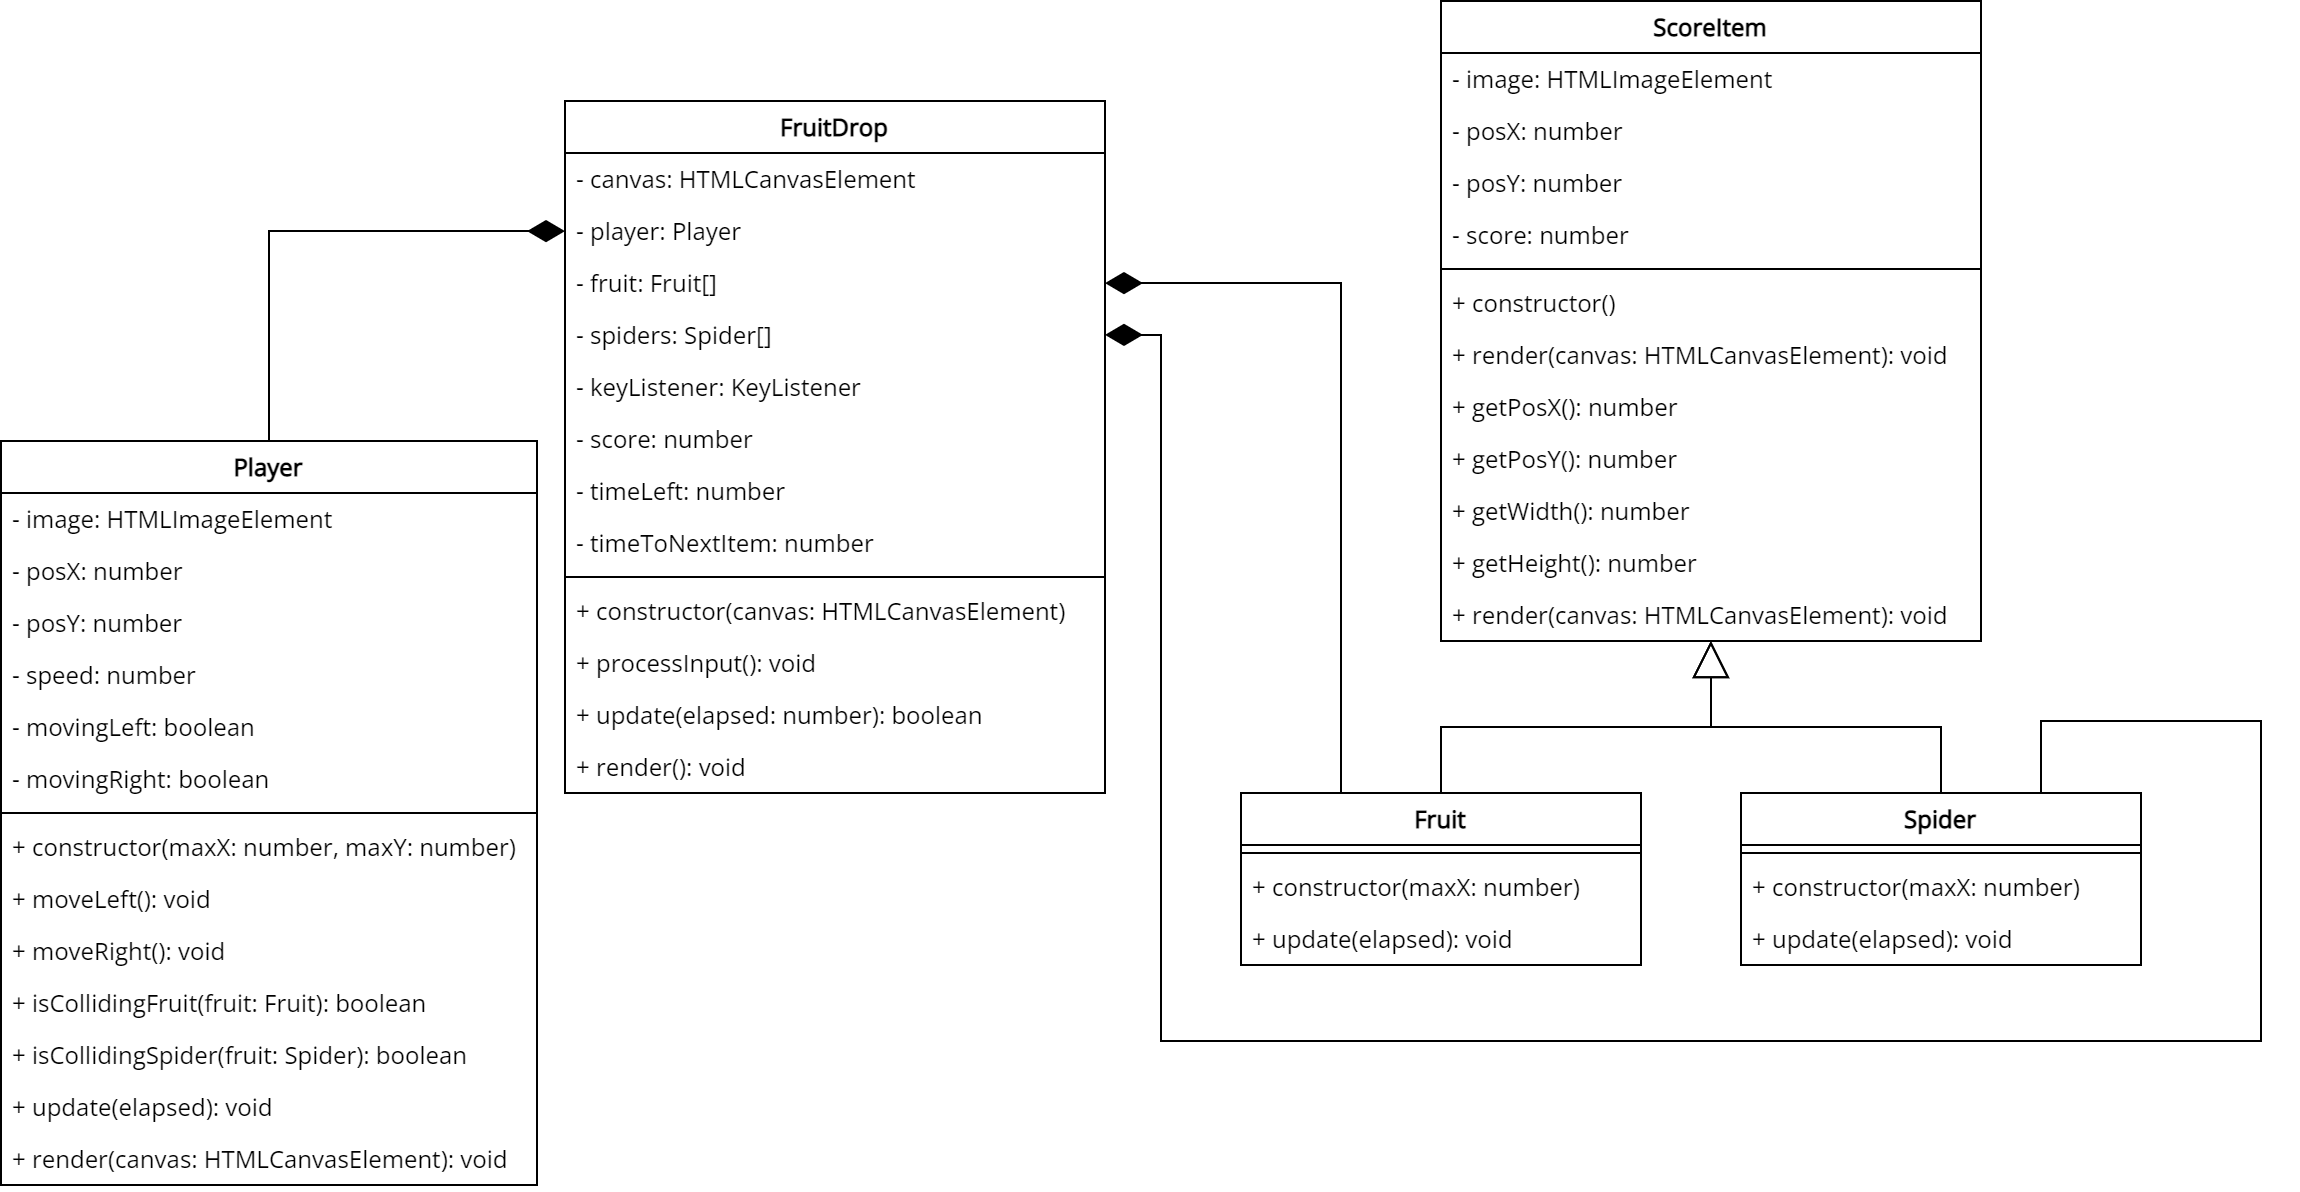 ScoreItem
- image: HTMLImageElement
- posX: number
- posY: number
- score: number
+ constructor()
+ render(canvas: HTMLCanvasElement): void
+ getPosX(): number
+ getPosY(): number
+ getWidth(): number
+ getHeight(): number
+ render(canvas: HTMLCanvasElement): void
FruitDrop
- canvas: HTMLCanvasElement
- player: Player
- fruit: Fruit[]
- spiders: Spider[]
- keyListener: KeyListener
- score: number
- timeLeft: number
- timeToNextItem: number
+ constructor(canvas: HTMLCanvasElement)
+ processInput(): void
+ update(elapsed: number): boolean
+ render(): void
Player
- image: HTMLImageElement
- posX: number
- posY: number
- speed: number
- movingLeft: boolean
- movingRight: boolean
+ constructor(maxX: number, maxY: number)
+ moveLeft(): void
+ moveRight(): void
+ isCollidingFruit(fruit: Fruit): boolean
+ isCollidingSpider(fruit: Spider): boolean
+ update(elapsed): void
+ render(canvas: HTMLCanvasElement): void
Fruit
+ constructor(maxX: number)
+ update(elapsed): void
Spider
+ constructor(maxX: number)
+ update(elapsed): void